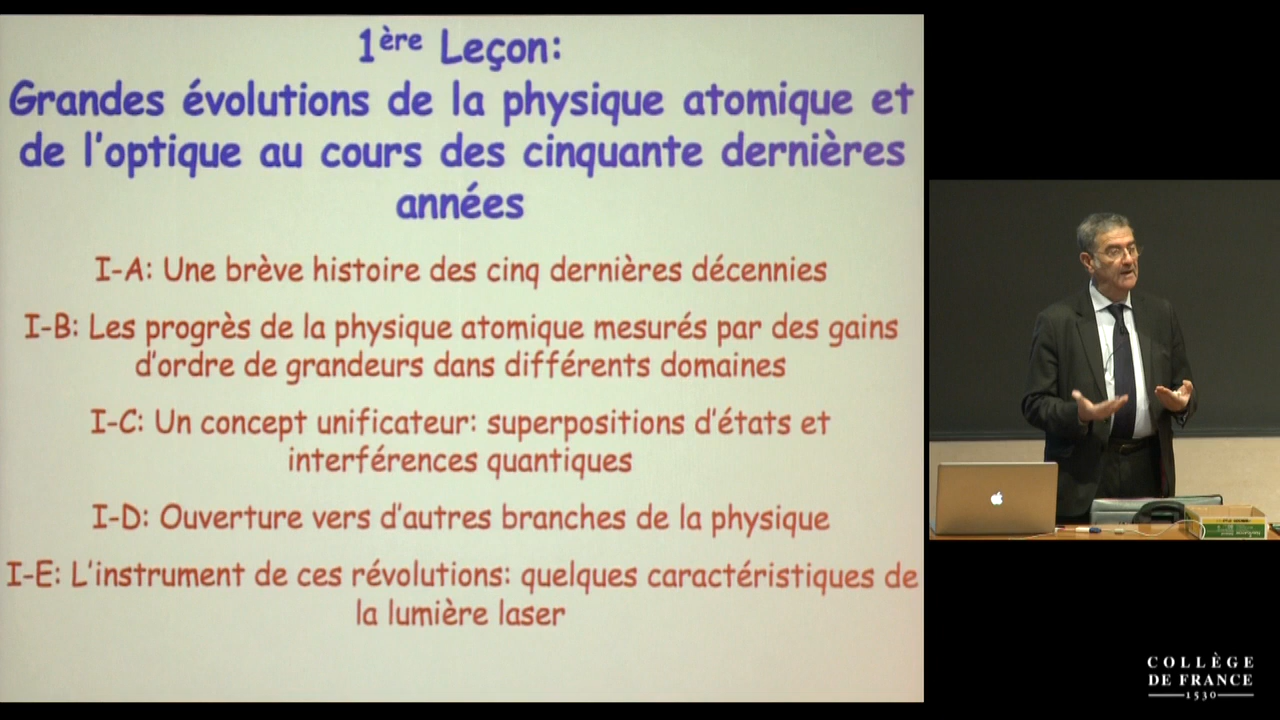 1ère Leçon:
Grandes évolutions de la physique atomique et
de l'optique au cours des cinquante dernières
années
I-A: Une brève histoire des cinq dernières décennies
I-B: Les progrès de la physique atomique mesurés par des gains
d'ordre de grandeurs dans différents domaines
I-C: Un concept unificateur: superpositions d'états et
interférences quantiques
I-D: Ouverture vers d'autres branches de la physique
I-E: L'instrument de ces révolutions: quelques caractéristiques de
la lumière laser
COLLÈGE
DE FRANCE
1530